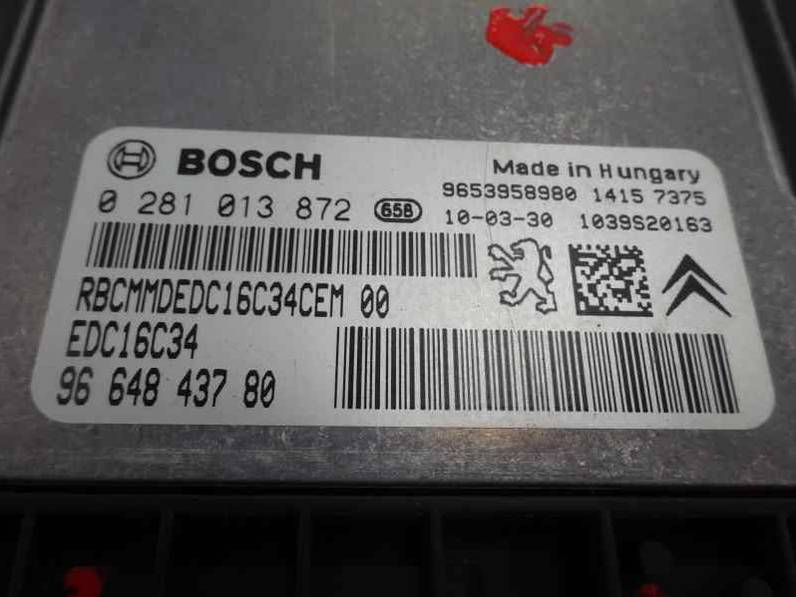 BOSCH
Made in Hungary
0 281 013 872 65B
9653958980 1415 7375
10-03-30 1039S20163
RBCMMDEDC16C34CEM 00
EDC16C34
96 648 437 80